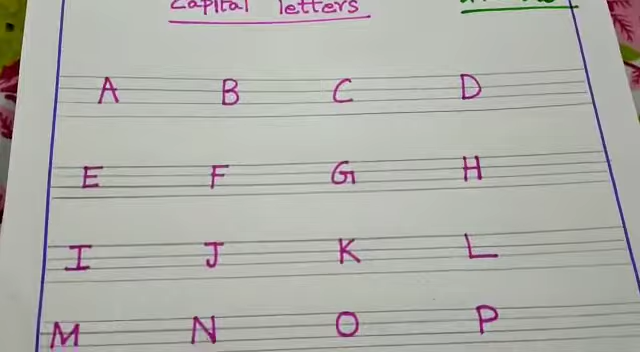 Capital letters
A B C D
E F G H
I J K L
M N O P